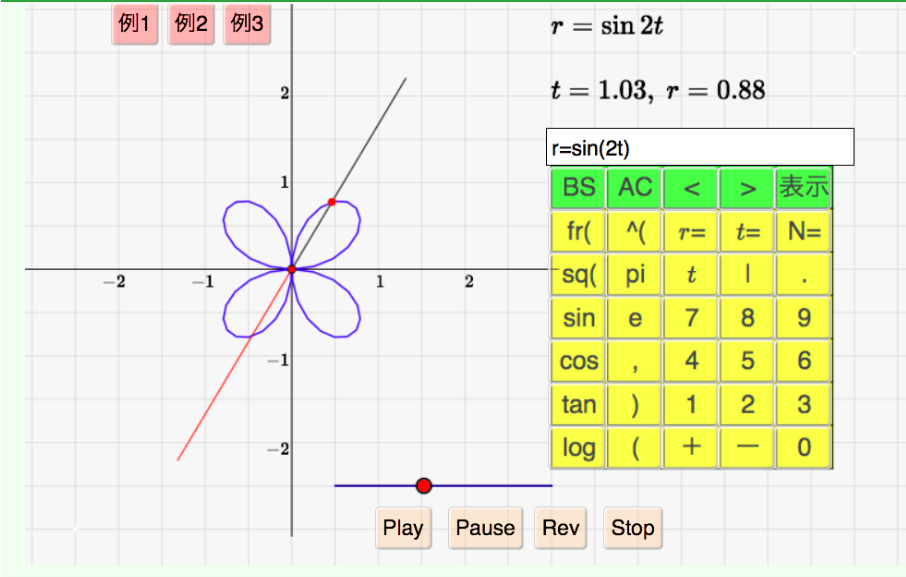 例1 例2 例3
r = sin 2t
t = 1.03, r = 0.88
r=sin(2t)
BS AC < > 表示
fr( ^( r= t= N=
sq( pi t | .
sin e 7 8 9
cos , 4 5 6
tan ) 1 2 3
log ( + − 0
2
1
−2 −1 1 2
−1
−2
Play Pause Rev Stop